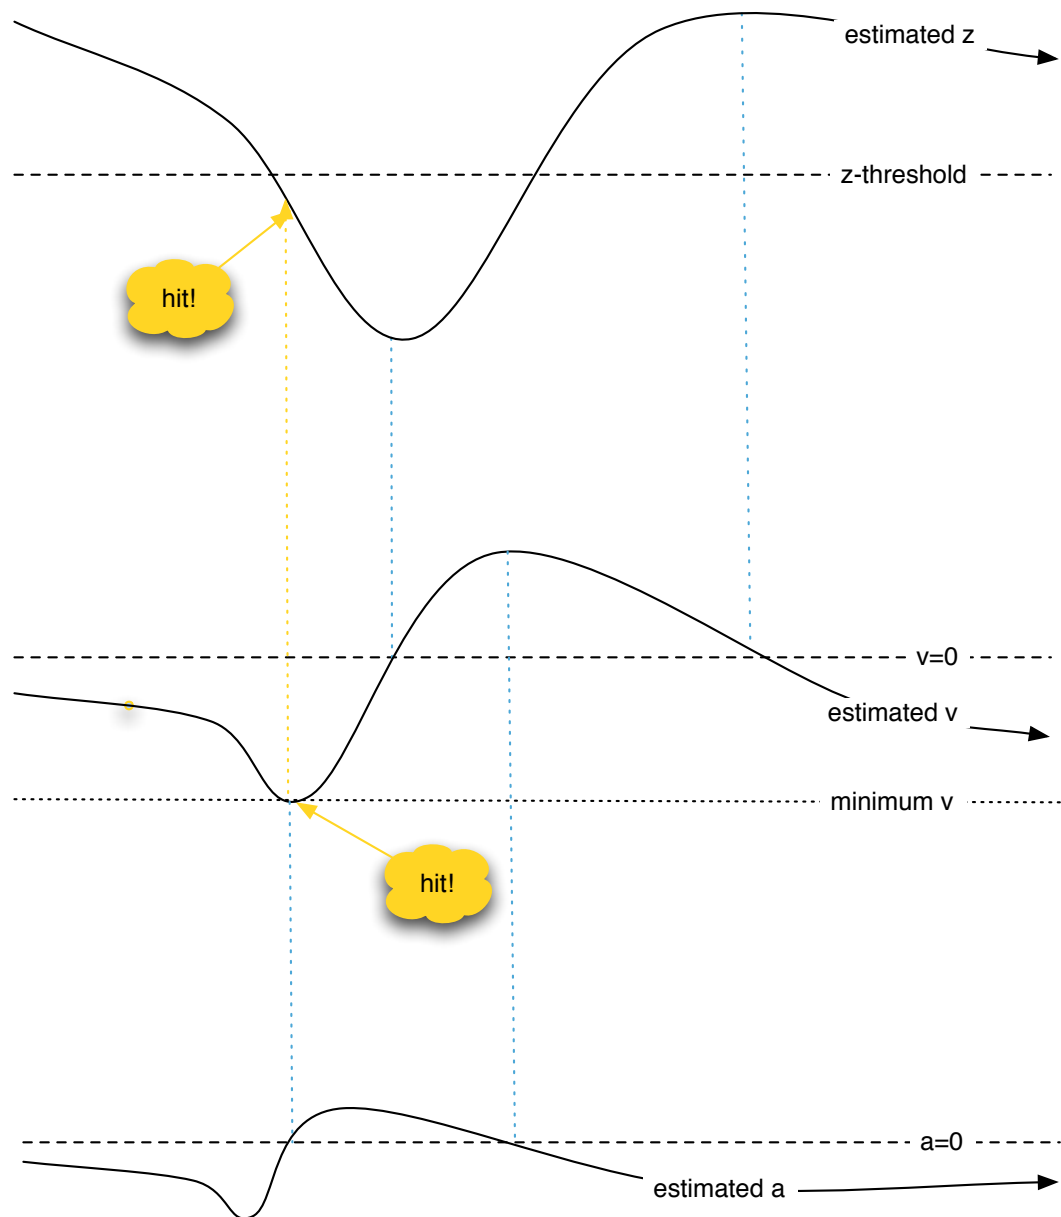 estimated z
z-threshold
hit!
v=0
estimated v
minimum v
hit!
a=0
estimated a